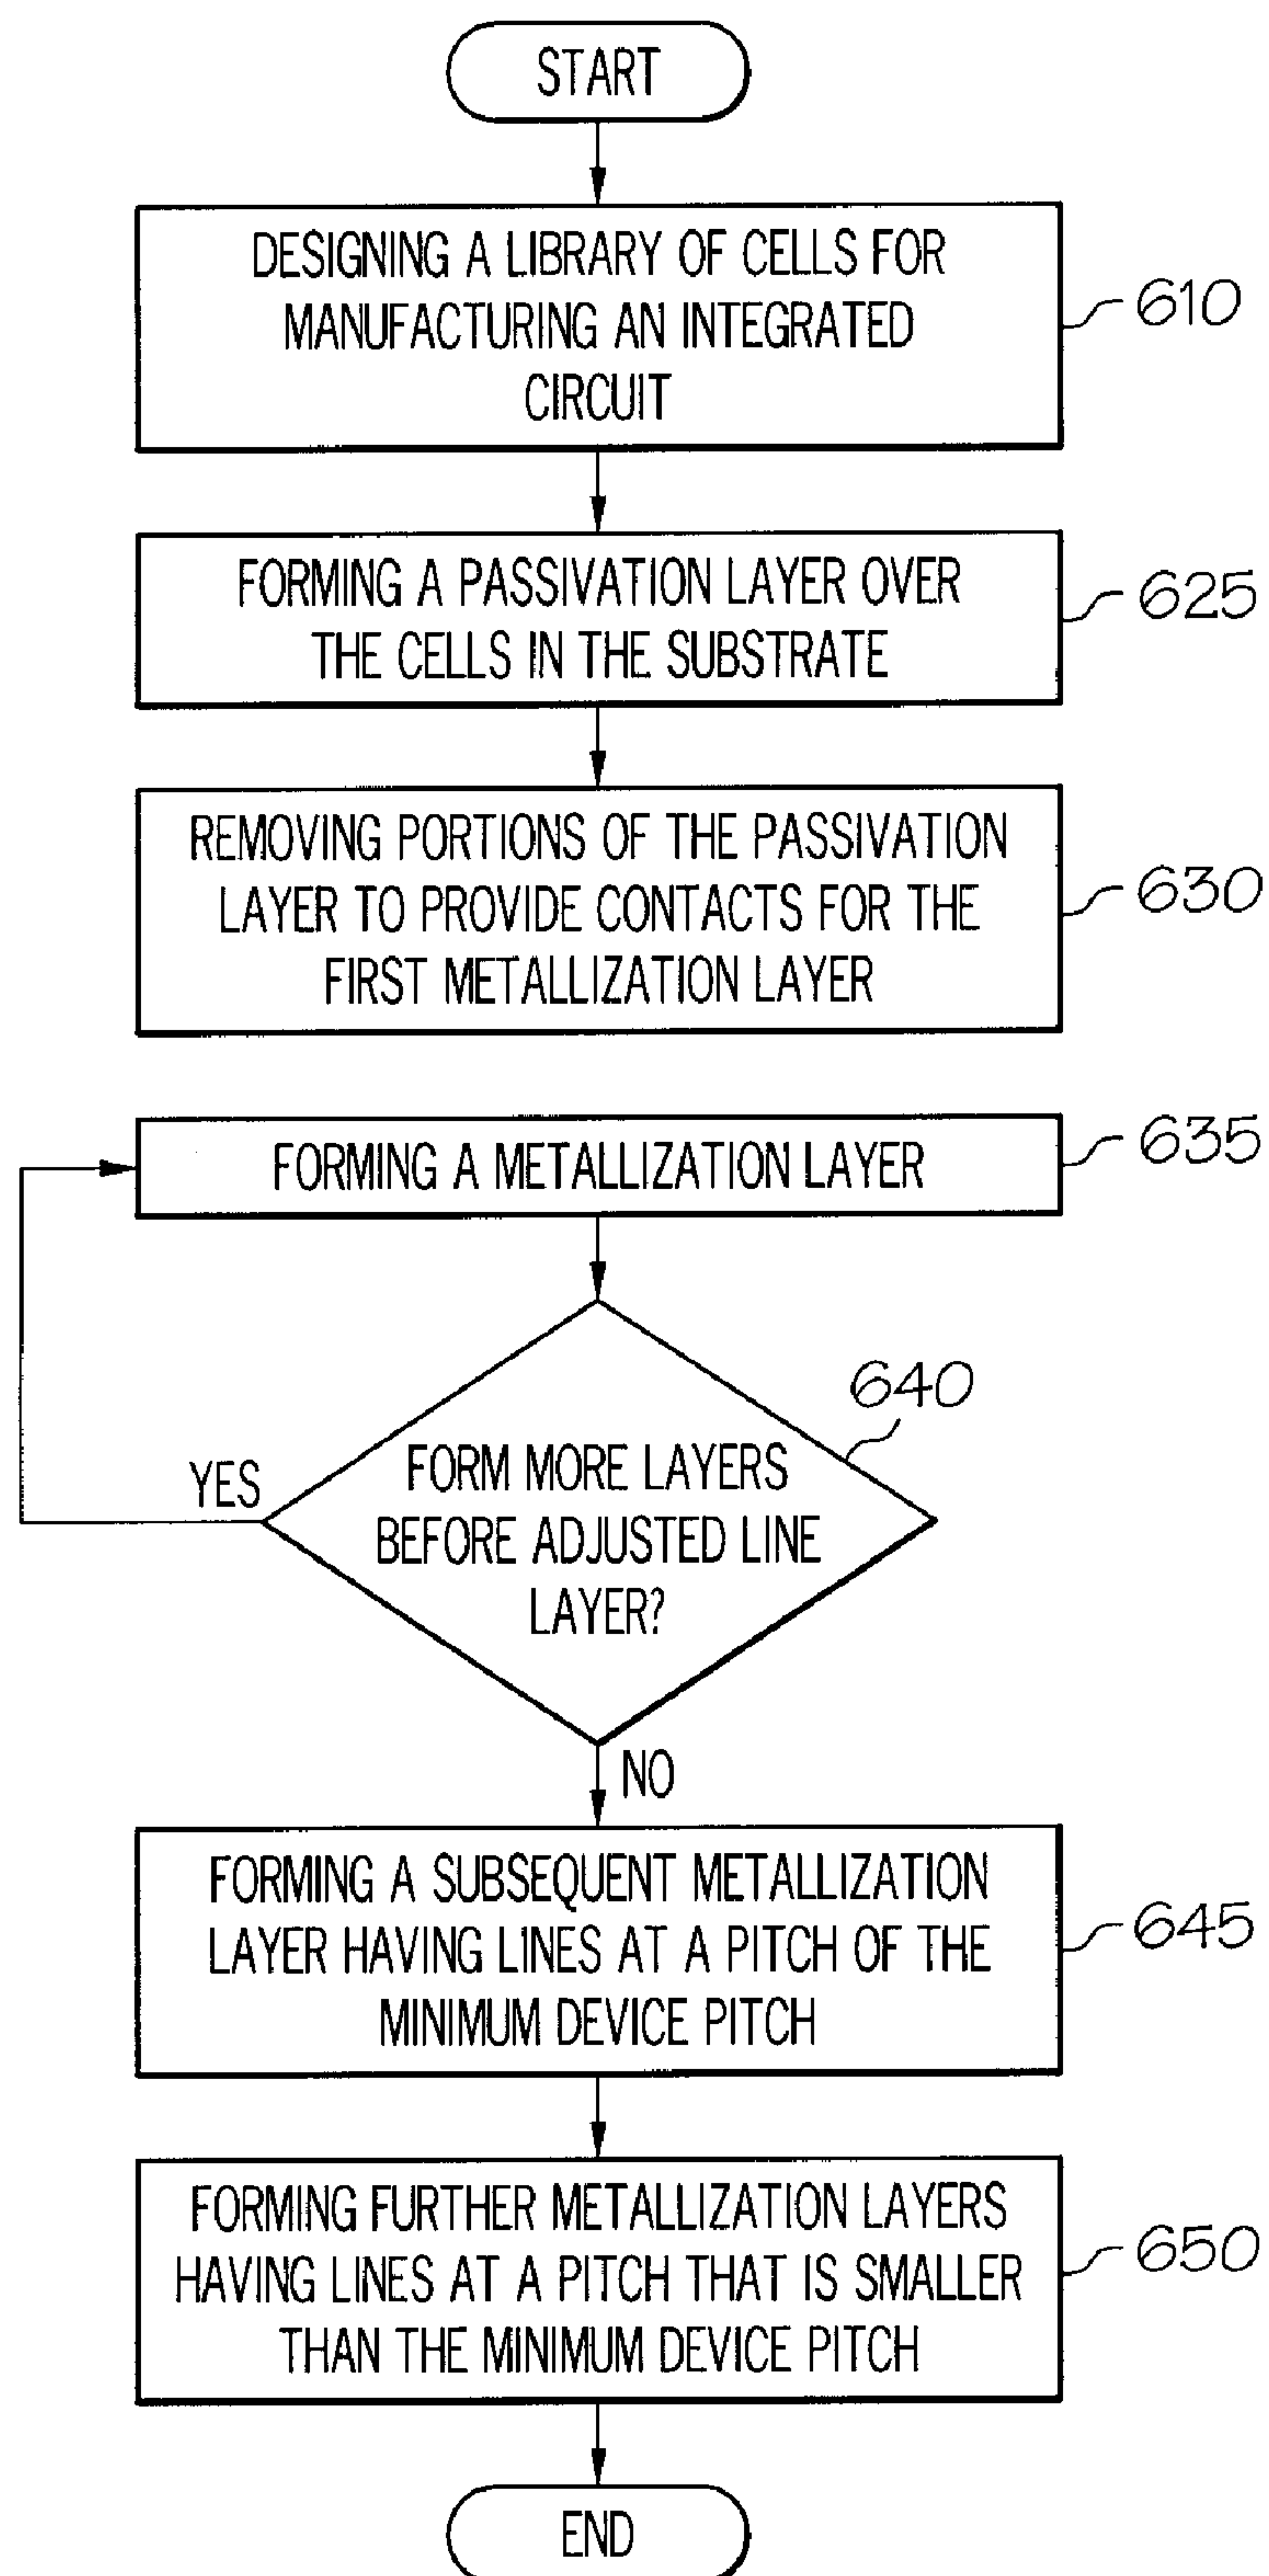 START
DESIGNING A LIBRARY OF CELLS FOR
MANUFACTURING AN INTEGRATED
CIRCUIT
610
FORMING A PASSIVATION LAYER OVER
THE CELLS IN THE SUBSTRATE
625
REMOVING PORTIONS OF THE PASSIVATION
LAYER TO PROVIDE CONTACTS FOR THE
FIRST METALLIZATION LAYER
630
FORMING A METALLIZATION LAYER
635
640
FORM MORE LAYERS
BEFORE ADJUSTED LINE
LAYER?
YES
NO
FORMING A SUBSEQUENT METALLIZATION
LAYER HAVING LINES AT A PITCH OF THE
MINIMUM DEVICE PITCH
645
FORMING FURTHER METALLIZATION LAYERS
HAVING LINES AT A PITCH THAT IS SMALLER
THAN THE MINIMUM DEVICE PITCH
650
END